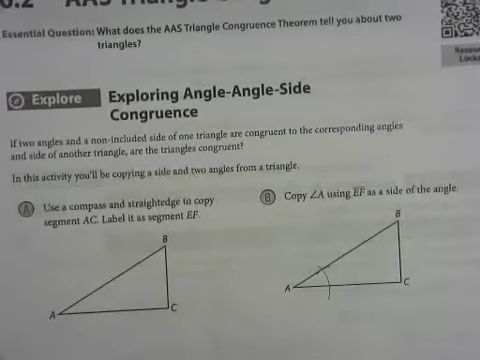 Essential Question: What does the AAS Triangle Congruence Theorem tell you about two
triangles?
Explore
Exploring Angle-Angle-Side
Congruence
If two angles and a non-included side of one triangle are congruent to the corresponding angles
and side of another triangle, are the triangles congruent?
In this activity you'll be copying a side and two angles from a triangle.
A Use a compass and straightedge to copy
segment AC. Label it as segment EF.
B
A
C
B Copy ∠A using EF as a side of the angle.
B
A
C